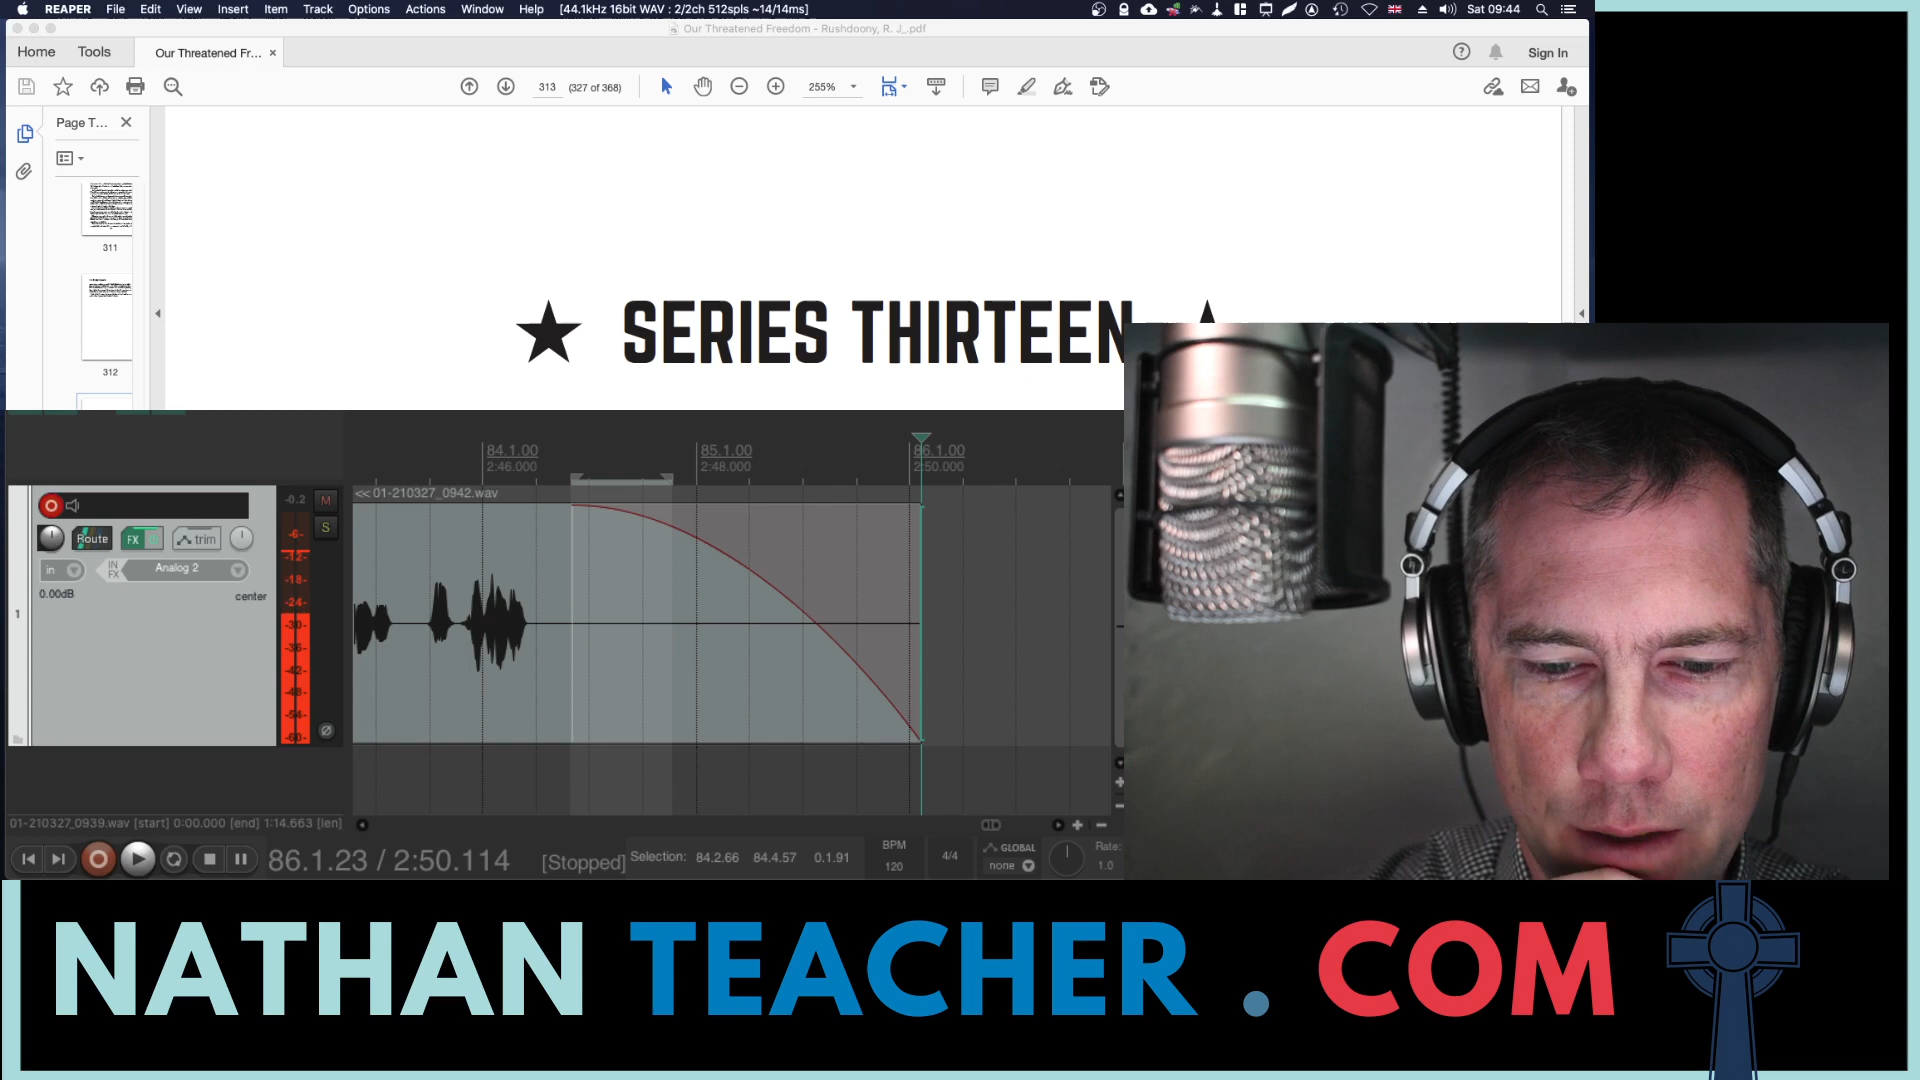 REAPER File Edit View Insert Item Track Options Actions Window Help [44.1kHz 16bit WAV : 2/2ch 512spls ~14/14ms] Sat 09:44
Our Threatened Freedom - Rushdoony, R. J_.pdf
Home Tools Our Threatened Fr... × Sign In
313 (327 of 368) 255%
Page T...
311
312
★ SERIES THIRTEEN
84.1.00 85.1.00 86.1.00
2:46.000 2:48.000 2:50.000
<< 01-210327_0942.wav
-0.2 M
S
Route FX trim
in IN FX Analog 2
0.00dB center
1
-6-
-12-
-18-
-24-
-30-
-36-
-42-
-48-
-54-
-60-
01-210327_0939.wav [start] 0:00.000 [end] 1:14.663 [len]
86.1.23 / 2:50.114 [Stopped] Selection: 84.2.66 84.4.57 0.1.91 BPM 120 4/4 GLOBAL none Rate: 1.0
NATHAN TEACHER . COM